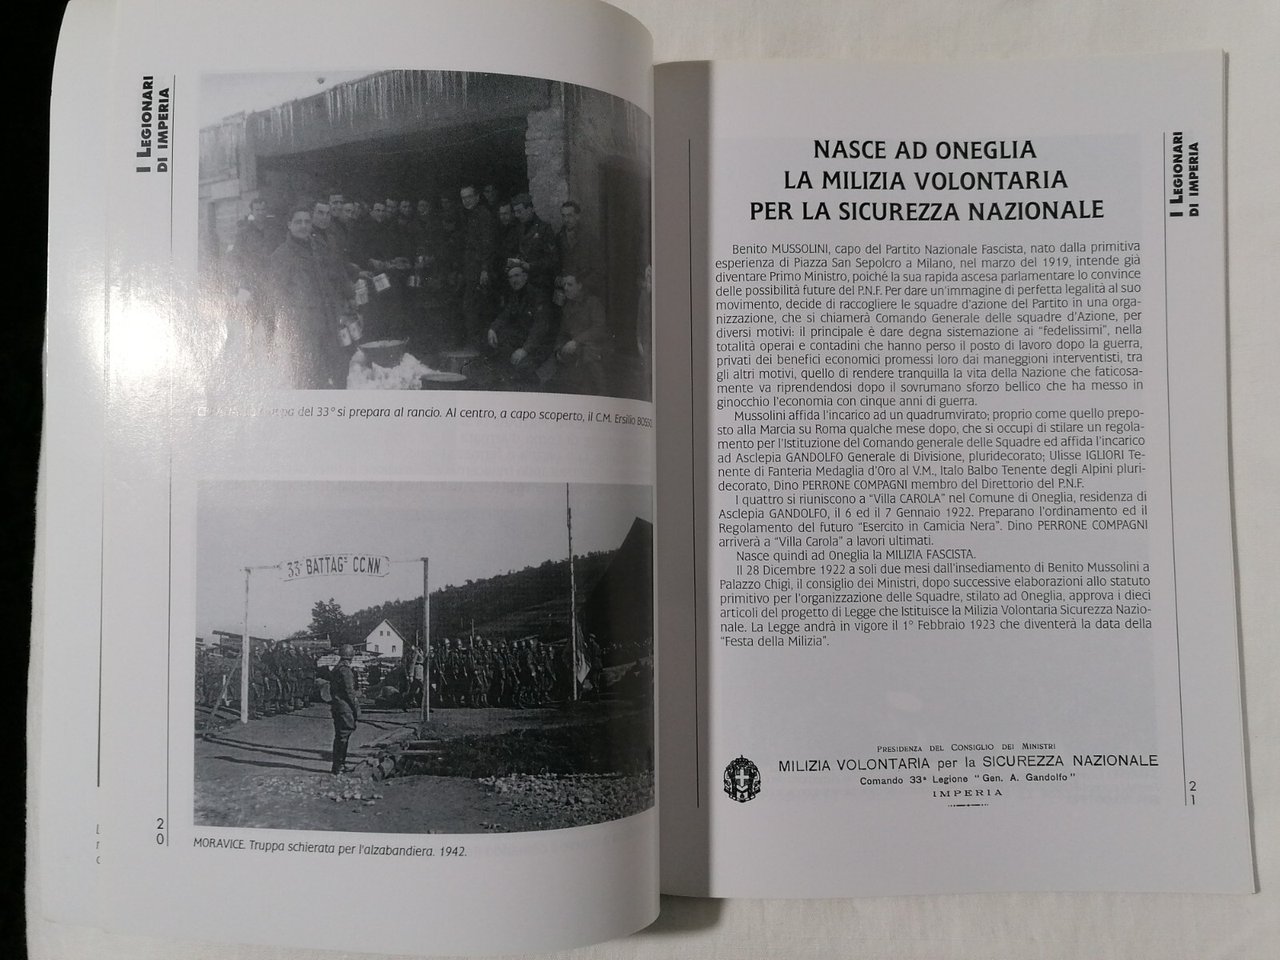 I LEGIONARI
DI IMPERIA
truppa del 33° si prepara al rancio. Al centro, a capo scoperto, il C.M. Ersilio BOSSO.
33° BATTAG° CC.NN
MORAVICE. Truppa schierata per l'alzabandiera. 1942.
20
NASCE AD ONEGLIA
LA MILIZIA VOLONTARIA
PER LA SICUREZZA NAZIONALE
Benito MUSSOLINI, capo del Partito Nazionale Fascista, nato dalla primitiva
esperienza di Piazza San Sepolcro a Milano, nel marzo del 1919, intende già
diventare Primo Ministro, poiché la sua rapida ascesa parlamentare lo convince
delle possibilità future del P.N.F. Per dare un'immagine di perfetta legalità al suo
movimento, decide di raccogliere le squadre d'azione del Partito in una orga-
nizzazione, che si chiamerà Comando Generale delle squadre d'Azione, per
diversi motivi: il principale è dare degna sistemazione ai "fedelissimi", nella
totalità operai e contadini che hanno perso il posto di lavoro dopo la guerra,
privati dei benefici economici promessi loro dai maneggioni interventisti, tra
gli altri motivi, quello di rendere tranquilla la vita della Nazione che faticosa-
mente va riprendendosi dopo il sovrumano sforzo bellico che ha messo in
ginocchio l'economia con cinque anni di guerra.
Mussolini affida l'incarico ad un quadrumvirato; proprio come quello prepo-
sto alla Marcia su Roma qualche mese dopo, che si occupi di stilare un regola-
mento per l'Istituzione del Comando generale delle Squadre ed affida l'incarico
ad Asclepia GANDOLFO Generale di Divisione, pluridecorato; Ulisse IGLIORI Te-
nente di Fanteria Medaglia d'Oro al V.M., Italo Balbo Tenente degli Alpini pluri-
decorato, Dino PERRONE COMPAGNI membro del Direttorio del P.N.F.
I quattro si riuniscono a "Villa CAROLA" nel Comune di Oneglia, residenza di
Asclepia GANDOLFO, il 6 ed il 7 Gennaio 1922. Preparano l'ordinamento ed il
Regolamento del futuro "Esercito in Camicia Nera". Dino PERRONE COMPAGNI
arriverà a "Villa Carola" a lavori ultimati.
Nasce quindi ad Oneglia la MILIZIA FASCISTA.
Il 28 Dicembre 1922 a soli due mesi dall'insediamento di Benito Mussolini a
Palazzo Chigi, il consiglio dei Ministri, dopo successive elaborazioni allo statuto
primitivo per l'organizzazione delle Squadre, stilato ad Oneglia, approva i dieci
articoli del progetto di Legge che Istituisce la Milizia Volontaria Sicurezza Nazio-
nale. La Legge andrà in vigore il 1° Febbraio 1923 che diventerà la data della
"Festa della Milizia".
PRESIDENZA DEL CONSIGLIO DEI MINISTRI
MILIZIA VOLONTARIA per la SICUREZZA NAZIONALE
Comando 33ª Legione "Gen. A. Gandolfo"
IMPERIA
I LEGIONARI
DI IMPERIA
21